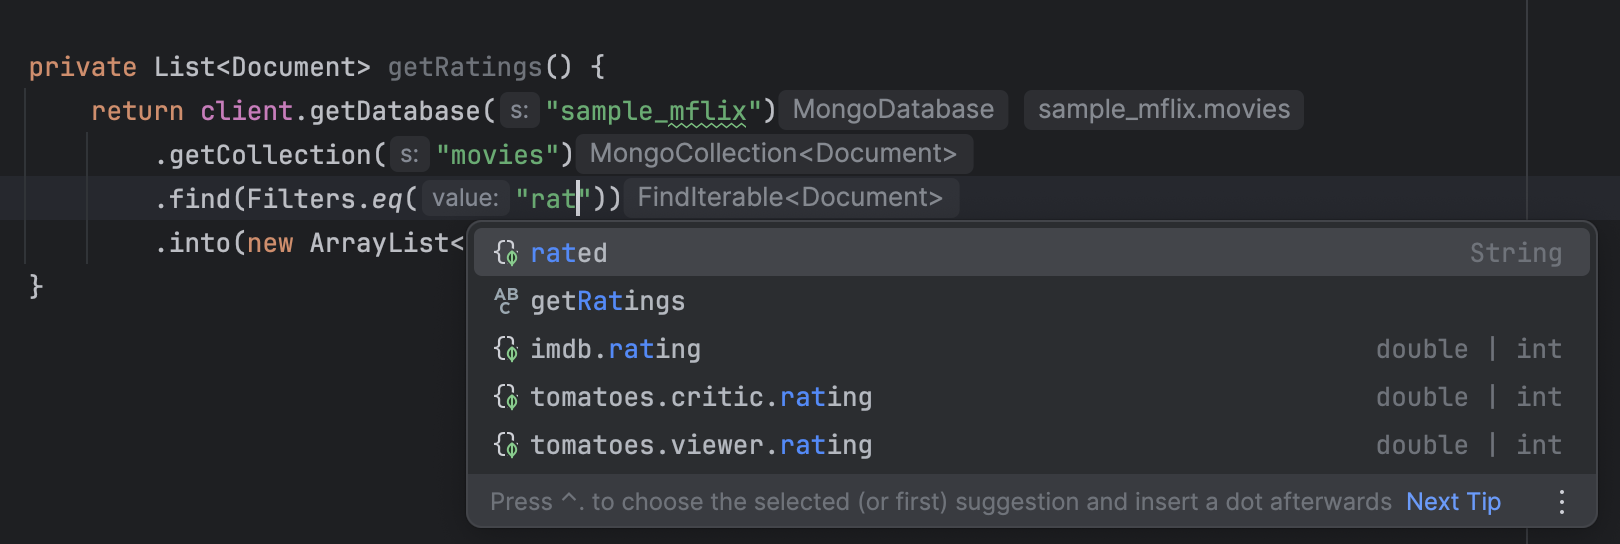 private List<Document> getRatings() {
return client.getDatabase( s: "sample_mflix") MongoDatabase sample_mflix.movies
.getCollection( s: "movies") MongoCollection<Document>
.find(Filters.eq( value: "rat")) FindIterable<Document>
.into(new ArrayList<
}
rated String
ABC getRatings
imdb.rating double | int
tomatoes.critic.rating double | int
tomatoes.viewer.rating double | int
Press ^. to choose the selected (or first) suggestion and insert a dot afterwards Next Tip